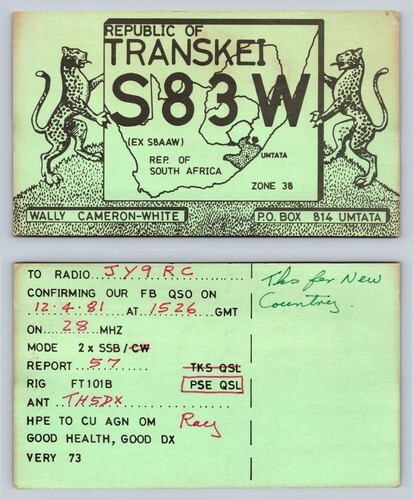 REPUBLIC OF
TRANSKEI
S83W
(EX S8AAW)
REP. OF
SOUTH AFRICA
UMTATA
ZONE 38
WALLY CAMERON-WHITE
P.O. BOX 814 UMTATA
TO RADIO...JY9RC
CONFIRMING OUR FB QSO ON
12.4.81 AT 1526 GMT
ON 28 MHZ
MODE 2 x SSB/CW
REPORT 57
TKS QSL
RIG FT101B
PSE QSL
ANT TH5DX
HPE TO CU AGN OM Ray
GOOD HEALTH, GOOD DX
VERY 73
Tks for New
Country.